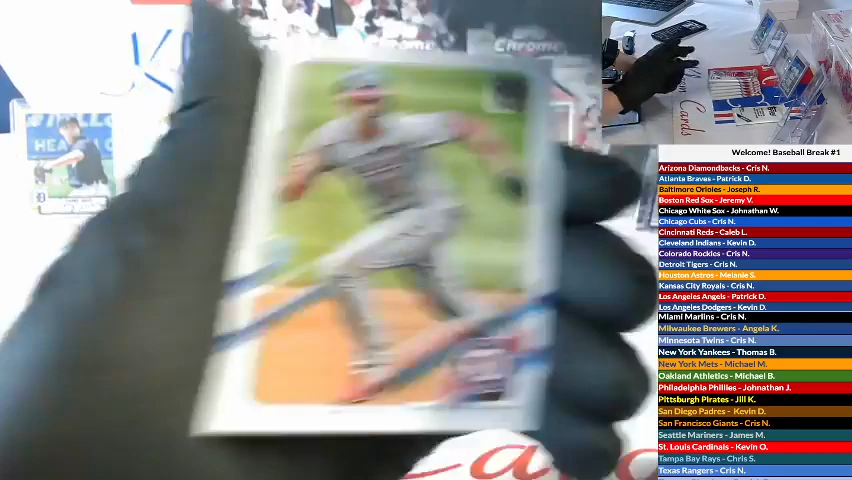 Chrome
Cards
Welcome! Baseball Break #1
Arizona Diamondbacks - Cris N.
Atlanta Braves - Patrick D.
Baltimore Orioles - Joseph R.
Boston Red Sox - Jeremy V.
Chicago White Sox - Johnathan W.
Chicago Cubs - Cris N.
Cincinnati Reds - Caleb L.
Cleveland Indians - Kevin D.
Colorado Rockies - Cris N.
Detroit Tigers - Cris N.
Houston Astros - Melanie S.
Kansas City Royals - Cris N.
Los Angeles Angels - Patrick D.
Los Angeles Dodgers - Kevin D.
Miami Marlins - Cris N.
Milwaukee Brewers - Angela K.
Minnesota Twins - Cris N.
New York Yankees - Thomas B.
New York Mets - Michael M.
Oakland Athletics - Michael B.
Philadelphia Phillies - Johnathan J.
Pittsburgh Pirates - Jill K.
San Diego Padres - Kevin D.
San Francisco Giants - Cris N.
Seattle Mariners - James M.
St. Louis Cardinals - Kevin O.
Tampa Bay Rays - Chris S.
Texas Rangers - Cris N.